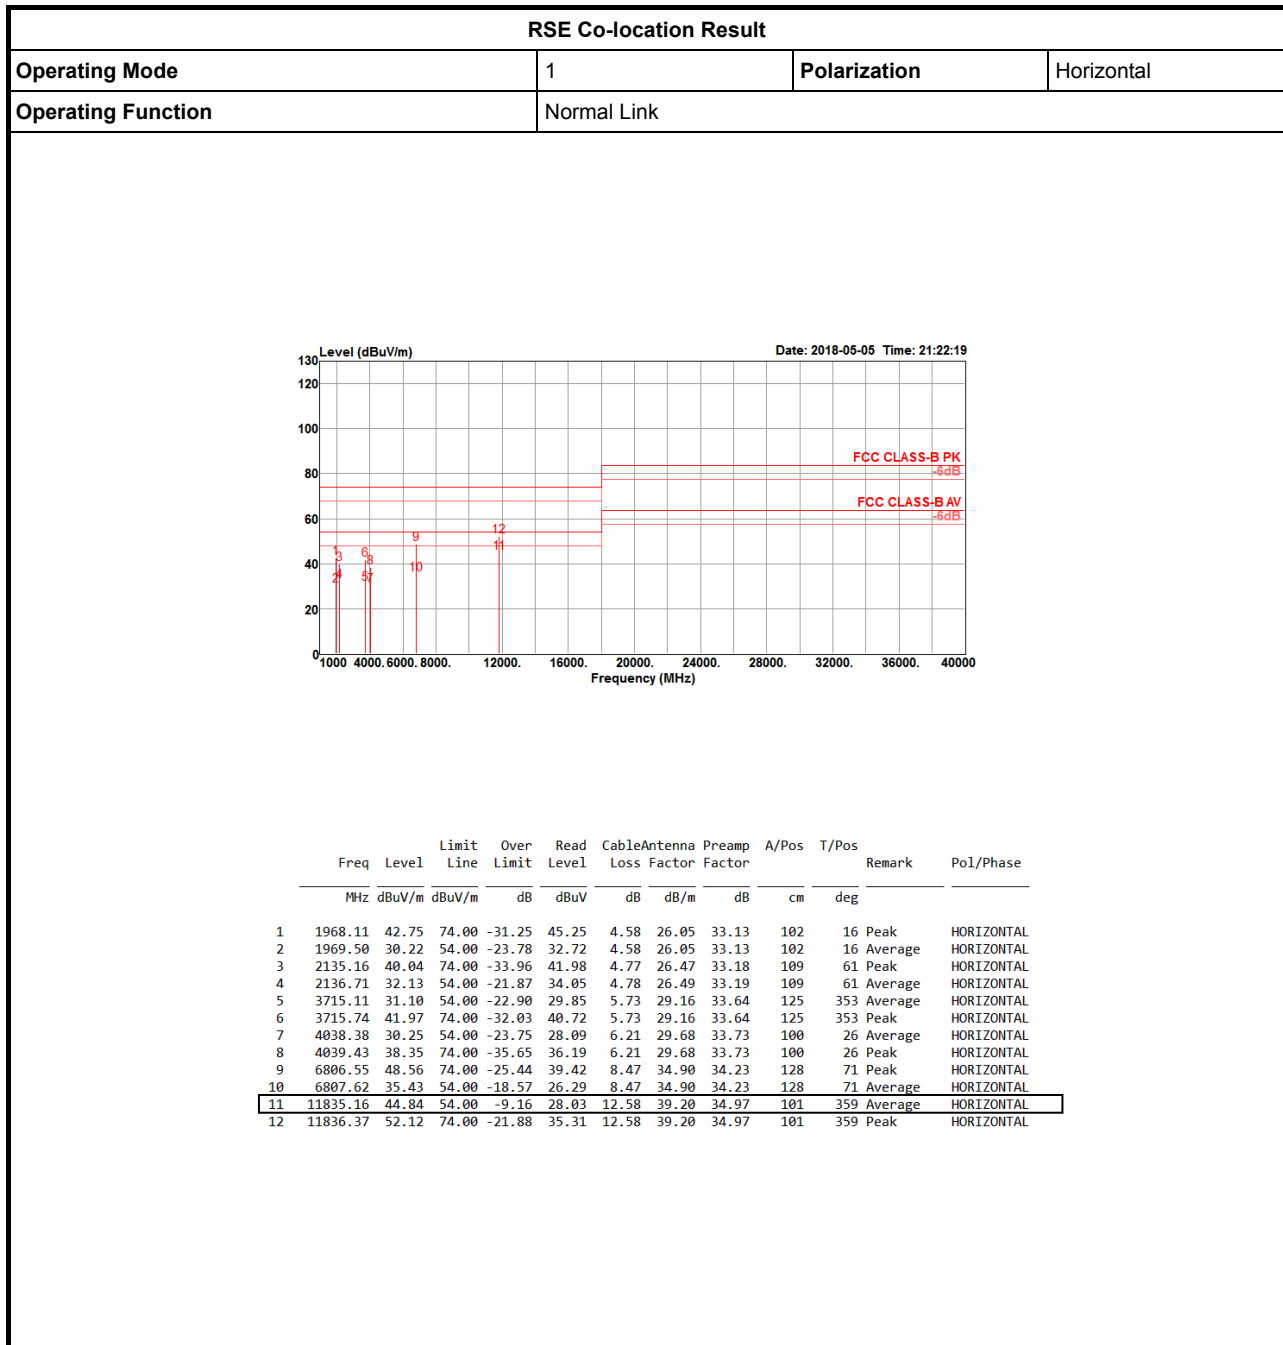 RSE Co-location Result
Operating Mode 1 Polarization Horizontal
Operating Function Normal Link
Level (dBuV/m) Date: 2018-05-05 Time: 21:22:19
130
120
100
80
60
40
20
0
FCC CLASS-B PK
-6dB
FCC CLASS-B AV
-6dB
1 2 3 4 5 6 7 8 9 10 11 12
1000 4000. 6000. 8000. 12000. 16000. 20000. 24000. 28000. 32000. 36000. 40000
Frequency (MHz)
Limit Over Read CableAntenna Preamp A/Pos T/Pos
Freq Level Line Limit Level Loss Factor Factor Remark Pol/Phase
MHz dBuV/m dBuV/m dB dBuV dB dB/m dB cm deg
1 1968.11 42.75 74.00 -31.25 45.25 4.58 26.05 33.13 102 16 Peak HORIZONTAL
2 1969.50 30.22 54.00 -23.78 32.72 4.58 26.05 33.13 102 16 Average HORIZONTAL
3 2135.16 40.04 74.00 -33.96 41.98 4.77 26.47 33.18 109 61 Peak HORIZONTAL
4 2136.71 32.13 54.00 -21.87 34.05 4.78 26.49 33.19 109 61 Average HORIZONTAL
5 3715.11 31.10 54.00 -22.90 29.85 5.73 29.16 33.64 125 353 Average HORIZONTAL
6 3715.74 41.97 74.00 -32.03 40.72 5.73 29.16 33.64 125 353 Peak HORIZONTAL
7 4038.38 30.25 54.00 -23.75 28.09 6.21 29.68 33.73 100 26 Average HORIZONTAL
8 4039.43 38.35 74.00 -35.65 36.19 6.21 29.68 33.73 100 26 Peak HORIZONTAL
9 6806.55 48.56 74.00 -25.44 39.42 8.47 34.90 34.23 128 71 Peak HORIZONTAL
10 6807.62 35.43 54.00 -18.57 26.29 8.47 34.90 34.23 128 71 Average HORIZONTAL
11 11835.16 44.84 54.00 -9.16 28.03 12.58 39.20 34.97 101 359 Average HORIZONTAL
12 11836.37 52.12 74.00 -21.88 35.31 12.58 39.20 34.97 101 359 Peak HORIZONTAL